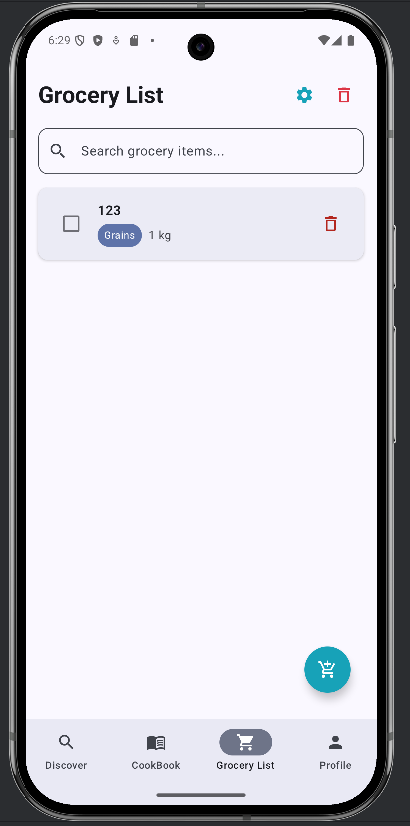 6:29
Grocery List
Search grocery items...
123
Grains 1 kg
Discover CookBook Grocery List Profile